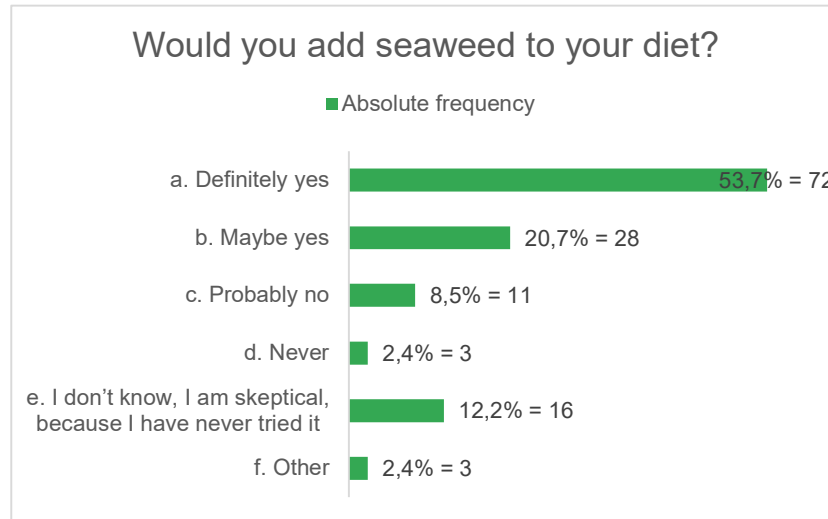 Would you add seaweed to your diet?
Absolute frequency
a. Definitely yes
53,7% = 72
b. Maybe yes
20,7% = 28
c. Probably no
8,5% = 11
d. Never
2,4% = 3
e. I don’t know, I am skeptical,
because I have never tried it
12,2% = 16
f. Other
2,4% = 3